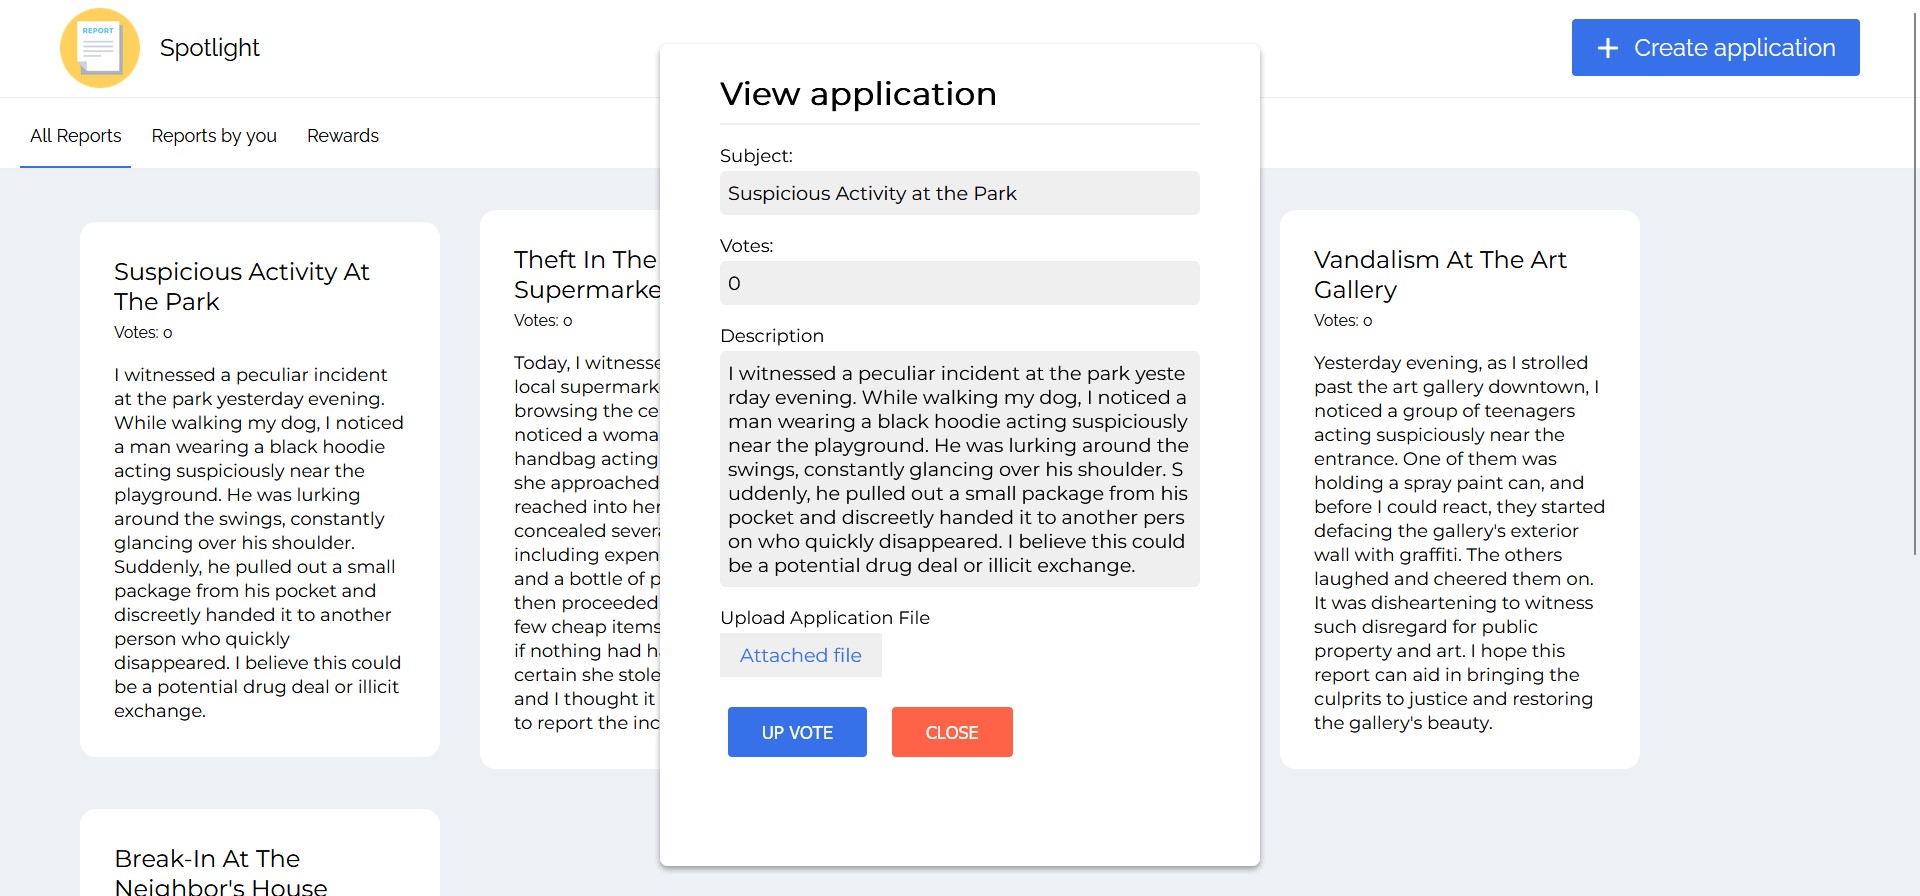 REPORT
Spotlight
Create application
All Reports
Reports by you
Rewards
Suspicious Activity At
The Park
Votes: 0
I witnessed a peculiar incident
at the park yesterday evening.
While walking my dog, I noticed
a man wearing a black hoodie
acting suspiciously near the
playground. He was lurking
around the swings, constantly
glancing over his shoulder.
Suddenly, he pulled out a small
package from his pocket and
discreetly handed it to another
person who quickly
disappeared. I believe this could
be a potential drug deal or illicit
exchange.
Theft In The
Supermarke
Votes: 0
Today, I witnesse
local supermark
browsing the ce
noticed a woma
handbag acting
she approached
reached into her
concealed sever
including expen
and a bottle of p
then proceeded
few cheap items
if nothing had h
certain she stole
and I thought it
to report the inc
View application
Subject:
Suspicious Activity at the Park
Votes:
0
Description
I witnessed a peculiar incident at the park yeste
rday evening. While walking my dog, I noticed a
man wearing a black hoodie acting suspiciously
near the playground. He was lurking around the
swings, constantly glancing over his shoulder. S
uddenly, he pulled out a small package from his
pocket and discreetly handed it to another pers
on who quickly disappeared. I believe this could
be a potential drug deal or illicit exchange.
Upload Application File
Attached file
UP VOTE
CLOSE
Vandalism At The Art
Gallery
Votes: 0
Yesterday evening, as I strolled
past the art gallery downtown, I
noticed a group of teenagers
acting suspiciously near the
entrance. One of them was
holding a spray paint can, and
before I could react, they started
defacing the gallery's exterior
wall with graffiti. The others
laughed and cheered them on.
It was disheartening to witness
such disregard for public
property and art. I hope this
report can aid in bringing the
culprits to justice and restoring
the gallery's beauty.
Break-In At The
Neighbor's House